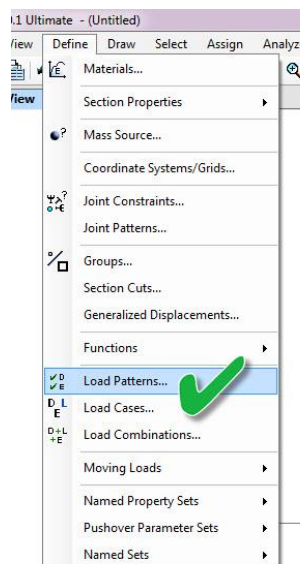 .1 Ultimate - (Untitled)
View Define Draw Select Assign Analyz
View
Materials...
Section Properties
Mass Source...
Coordinate Systems/Grids...
Joint Constraints...
Joint Patterns...
Groups...
Section Cuts...
Generalized Displacements...
Functions
Load Patterns...
Load Cases...
Load Combinations...
Moving Loads
Named Property Sets
Pushover Parameter Sets
Named Sets